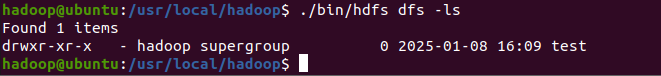 hadoop@ubuntu:/usr/local/hadoop$ ./bin/hdfs dfs -ls
Found 1 items
drwxr-xr-x   - hadoop supergroup          0 2025-01-08 16:09 test
hadoop@ubuntu:/usr/local/hadoop$